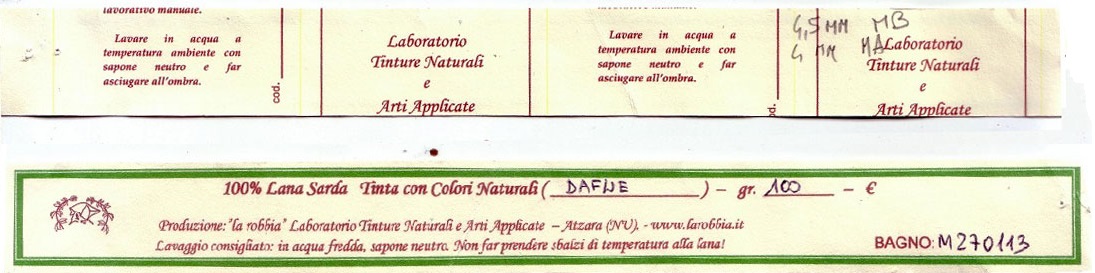 lavorativo manuale.
Lavare in acqua a
temperatura ambiente con
sapone neutro e far
asciugare all'ombra.
cod.
Laboratorio
Tinture Naturali
e
Arti Applicate
Lavare in acqua a
temperatura ambiente con
sapone neutro e far
asciugare all'ombra.
4,5 MM MB
4 MM MA
Laboratorio
Tinture Naturali
e
Arti Applicate
100% Lana Sarda Tinta con Colori Naturali ( DAFNE ) – gr. 100 – €
Produzione:"la robbia" Laboratorio Tinture Naturali e Arti Applicate – Atzara (NU). - www.larobbia.it
Lavaggio consigliato: in acqua fredda, sapone neutro. Non far prendere sbalzi di temperatura alla lana!
BAGNO: M270113